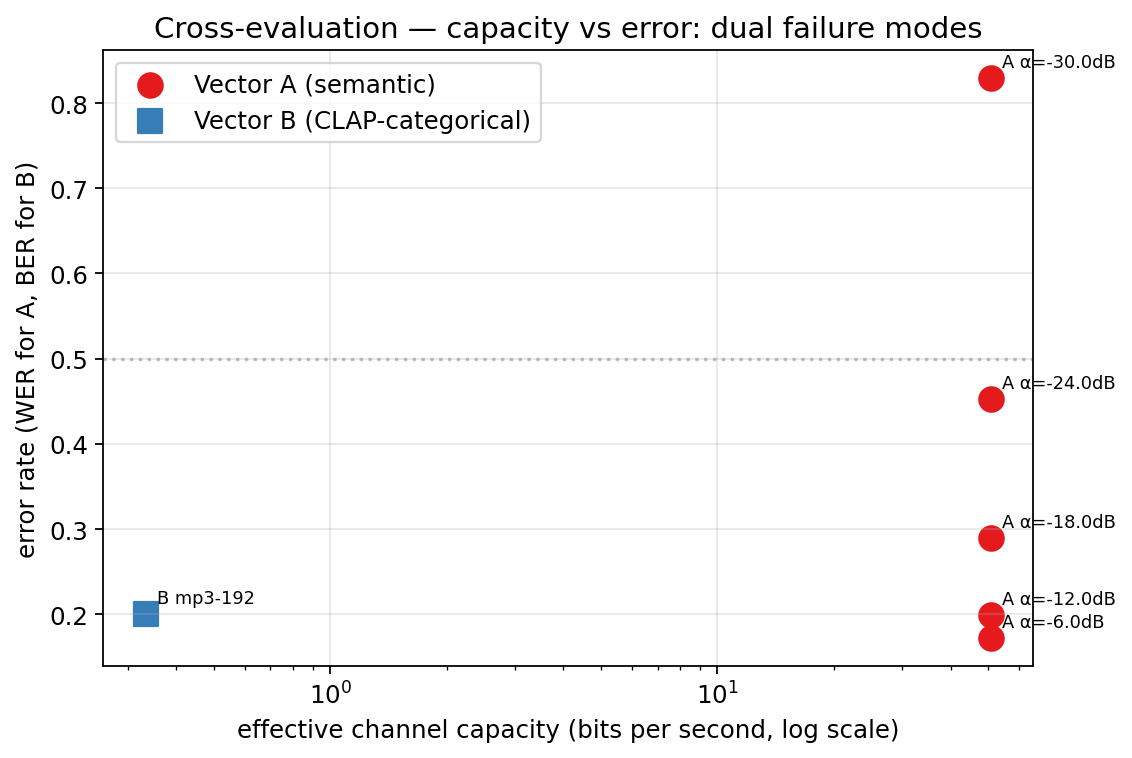 Cross-evaluation — capacity vs error: dual failure modes
Vector A (semantic)
Vector B (CLAP-categorical)
A α=-30.0dB
A α=-24.0dB
A α=-18.0dB
A α=-12.0dB
A α=-6.0dB
B mp3-192
error rate (WER for A, BER for B)
0.8
0.7
0.6
0.5
0.4
0.3
0.2
10⁰
10¹
effective channel capacity (bits per second, log scale)